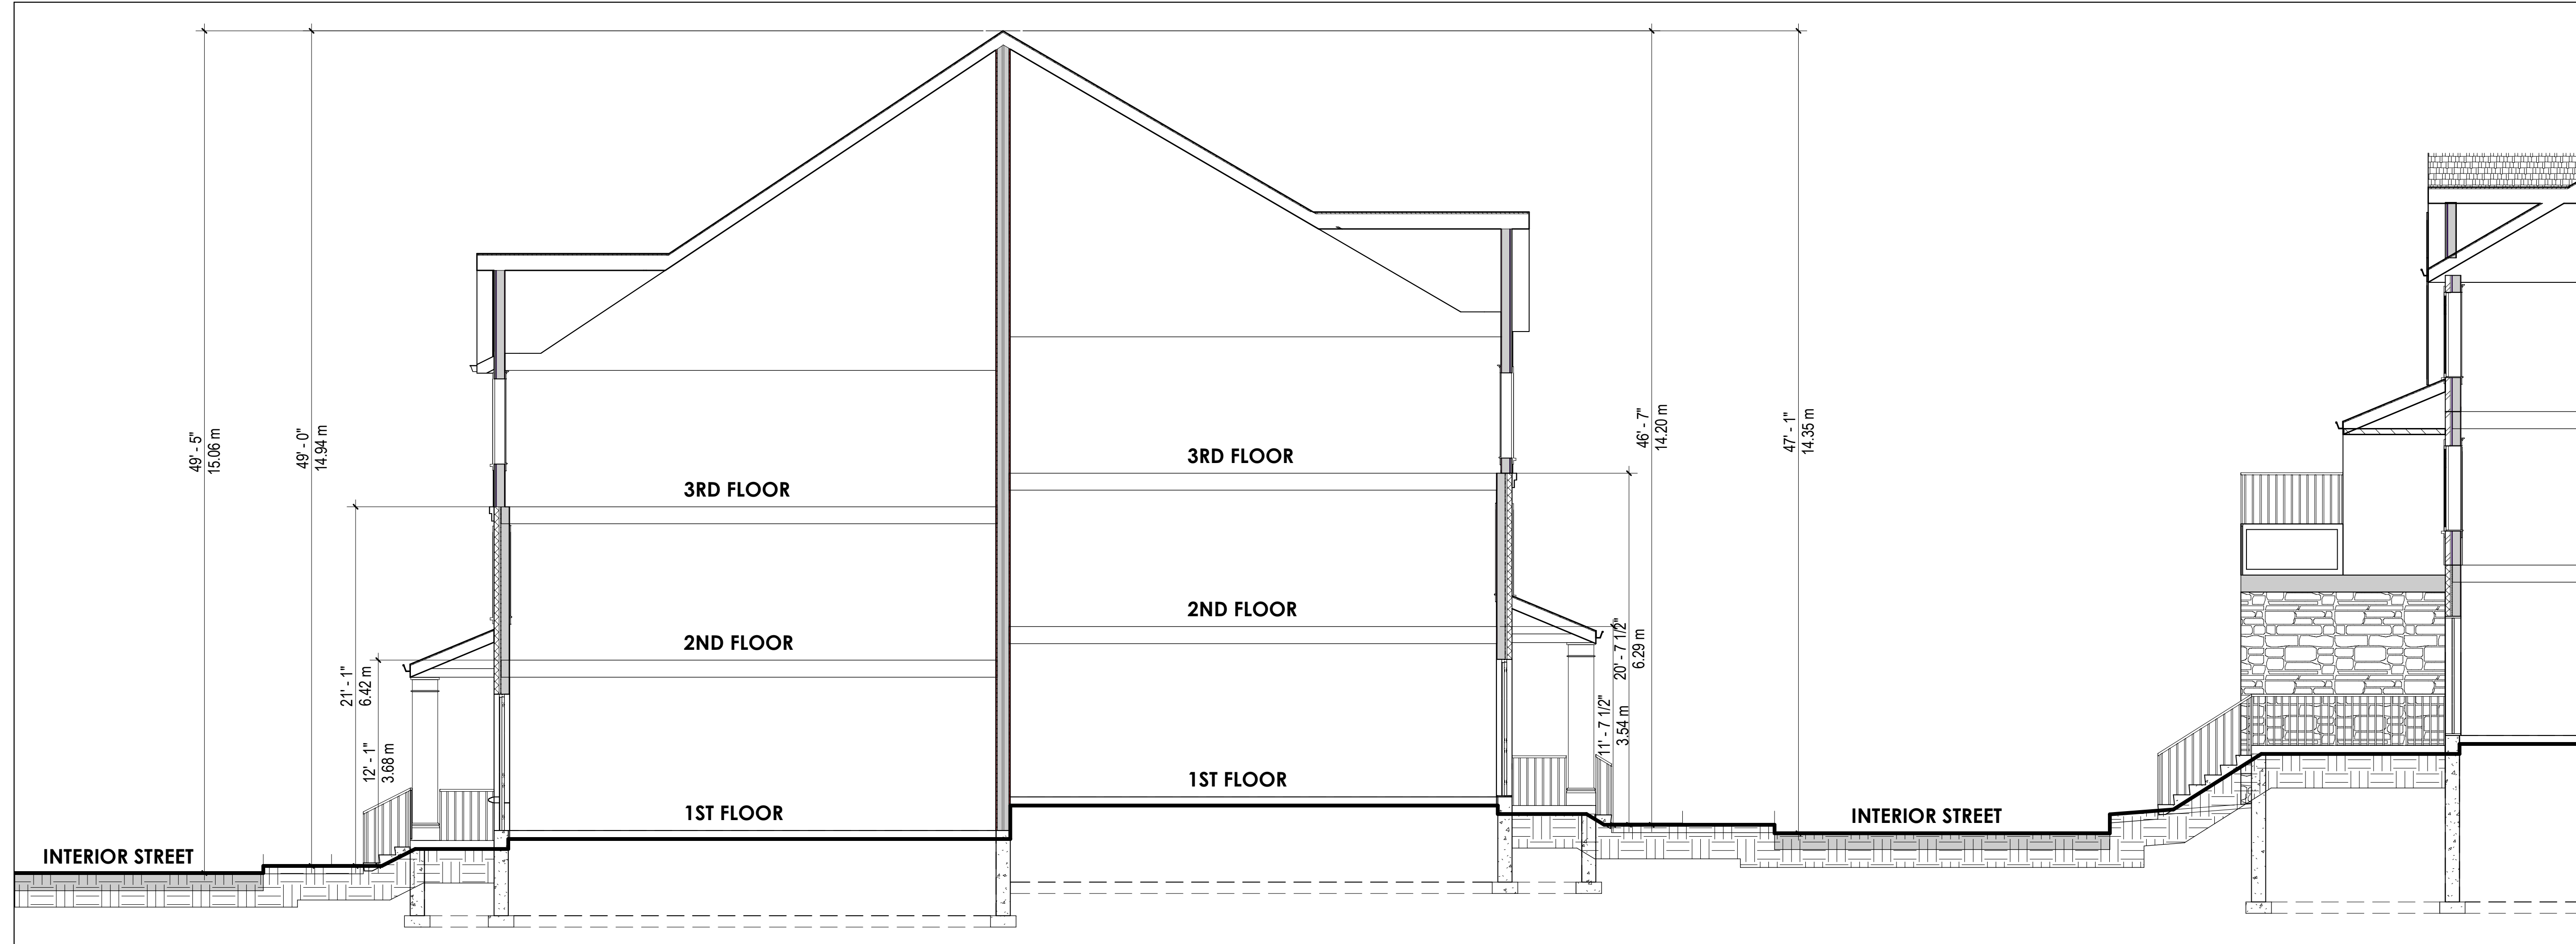 49' - 5"
15.06 m
49' - 0"
14.94 m
46' - 7"
14.20 m
47' - 1"
14.35 m
3RD FLOOR
3RD FLOOR
2ND FLOOR
2ND FLOOR
21' - 1"
6.42 m
20' - 7 1/2"
6.29 m
12' - 1"
3.68 m
11' - 7 1/2"
3.54 m
1ST FLOOR
1ST FLOOR
INTERIOR STREET
INTERIOR STREET